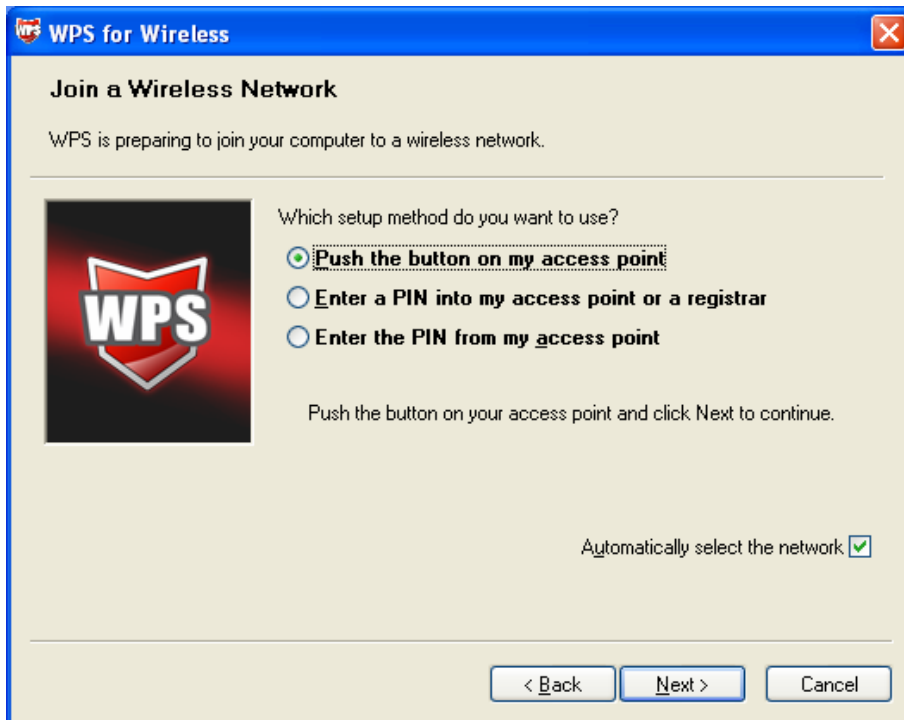 WPS for Wireless
Join a Wireless Network
WPS is preparing to join your computer to a wireless network.
Which setup method do you want to use?
Push the button on my access point
Enter a PIN into my access point or a registrar
Enter the PIN from my access point
WPS
Push the button on your access point and click Next to continue.
Automatically select the network
< Back
Next >
Cancel